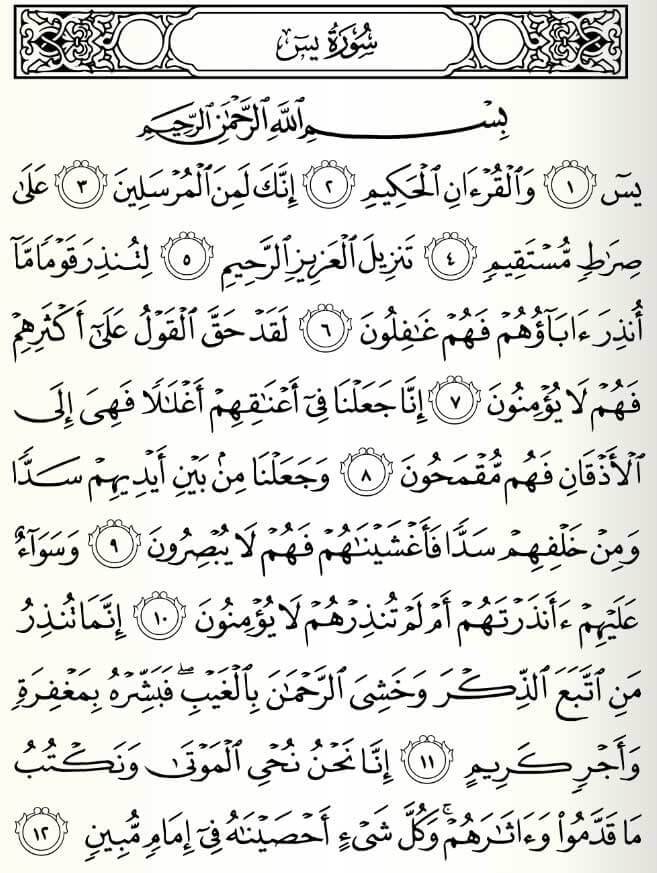 سُورَةُ يسٓ
بِسْمِ ٱللَّهِ ٱلرَّحْمَٰنِ ٱلرَّحِيمِ
يسٓ ١ وَٱلْقُرْءَانِ ٱلْحَكِيمِ ٢ إِنَّكَ لَمِنَ ٱلْمُرْسَلِينَ ٣ عَلَىٰ
صِرَٰطٍ مُّسْتَقِيمٍ ٤ تَنزِيلَ ٱلْعَزِيزِ ٱلرَّحِيمِ ٥ لِتُنذِرَ قَوْمًا مَّآ
أُنذِرَ ءَابَآؤُهُمْ فَهُمْ غَٰفِلُونَ ٦ لَقَدْ حَقَّ ٱلْقَوْلُ عَلَىٰٓ أَكْثَرِهِمْ
فَهُمْ لَا يُؤْمِنُونَ ٧ إِنَّا جَعَلْنَا فِىٓ أَعْنَٰقِهِمْ أَغْلَٰلًا فَهِىَ إِلَى
ٱلْأَذْقَانِ فَهُم مُّقْمَحُونَ ٨ وَجَعَلْنَا مِنۢ بَيْنِ أَيْدِيهِمْ سَدًّا
وَمِنْ خَلْفِهِمْ سَدًّا فَأَغْشَيْنَٰهُمْ فَهُمْ لَا يُبْصِرُونَ ٩ وَسَوَآءٌ
عَلَيْهِمْ ءَأَنذَرْتَهُمْ أَمْ لَمْ تُنذِرْهُمْ لَا يُؤْمِنُونَ ١٠ إِنَّمَا تُنذِرُ
مَنِ ٱتَّبَعَ ٱلذِّكْرَ وَخَشِىَ ٱلرَّحْمَٰنَ بِٱلْغَيْبِ ۖ فَبَشِّرْهُ بِمَغْفِرَةٍ
وَأَجْرٍ كَرِيمٍ ١١ إِنَّا نَحْنُ نُحْىِ ٱلْمَوْتَىٰ وَنَكْتُبُ
مَا قَدَّمُوا۟ وَءَاثَٰرَهُمْ ۚ وَكُلَّ شَىْءٍ أَحْصَيْنَٰهُ فِىٓ إِمَامٍ مُّبِينٍ ١٢